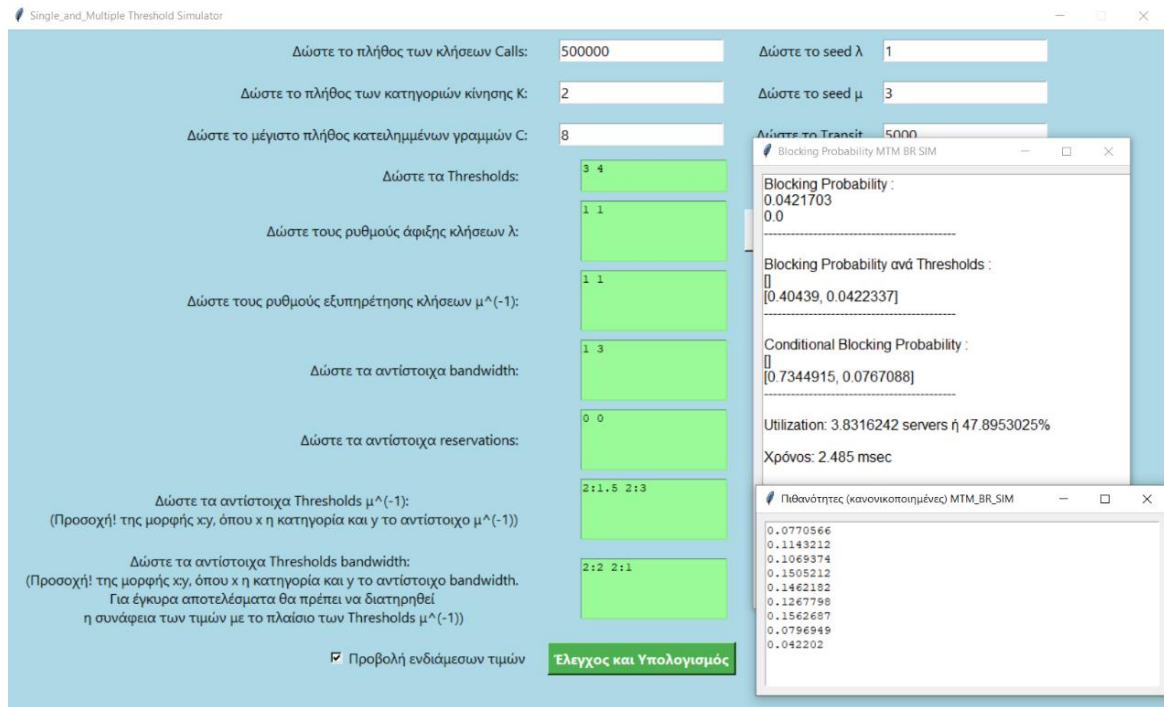 Single_and_Multiple Threshold Simulator
Δώστε το πλήθος των κλήσεων Calls:
500000
Δώστε το seed λ
1
Δώστε το πλήθος των κατηγοριών κίνησης K:
2
Δώστε το seed μ
3
Δώστε το μέγιστο πλήθος κατειλημμένων γραμμών C:
8
Δώστε το Transit
5000
Δώστε τα Thresholds:
3 4
Δώστε τους ρυθμούς άφιξης κλήσεων λ:
1 1
Δώστε τους ρυθμούς εξυπηρέτησης κλήσεων μ^(-1):
1 1
Δώστε τα αντίστοιχα bandwidth:
1 3
Δώστε τα αντίστοιχα reservations:
0 0
Δώστε τα αντίστοιχα Thresholds μ^(-1):
(Προσοχή! της μορφής x:y, όπου x η κατηγορία και y το αντίστοιχο μ^(-1))
2:1.5 2:3
Δώστε τα αντίστοιχα Thresholds bandwidth:
(Προσοχή! της μορφής x:y, όπου x η κατηγορία και y το αντίστοιχο bandwidth.
Για έγκυρα αποτελέσματα θα πρέπει να διατηρηθεί
η συνάφεια των τιμών με το πλαίσιο των Thresholds μ^(-1))
2:2 2:1
Προβολή ενδιάμεσων τιμών
Έλεγχος και Υπολογισμός
Blocking Probability MTM BR SIM
Blocking Probability :
0.0421703
0.0
------------------------------------------
Blocking Probability ανά Thresholds :
[]
[0.40439, 0.0422337]
------------------------------------------
Conditional Blocking Probability :
[]
[0.7344915, 0.0767088]
------------------------------------------
Utilization: 3.8316242 servers ή 47.8953025%
Χρόνος: 2.485 msec
Πιθανότητες (κανονικοποιημένες) MTM_BR_SIM
0.0770566
0.1143212
0.1069374
0.1505212
0.1462182
0.1267798
0.1562687
0.0796949
0.042202